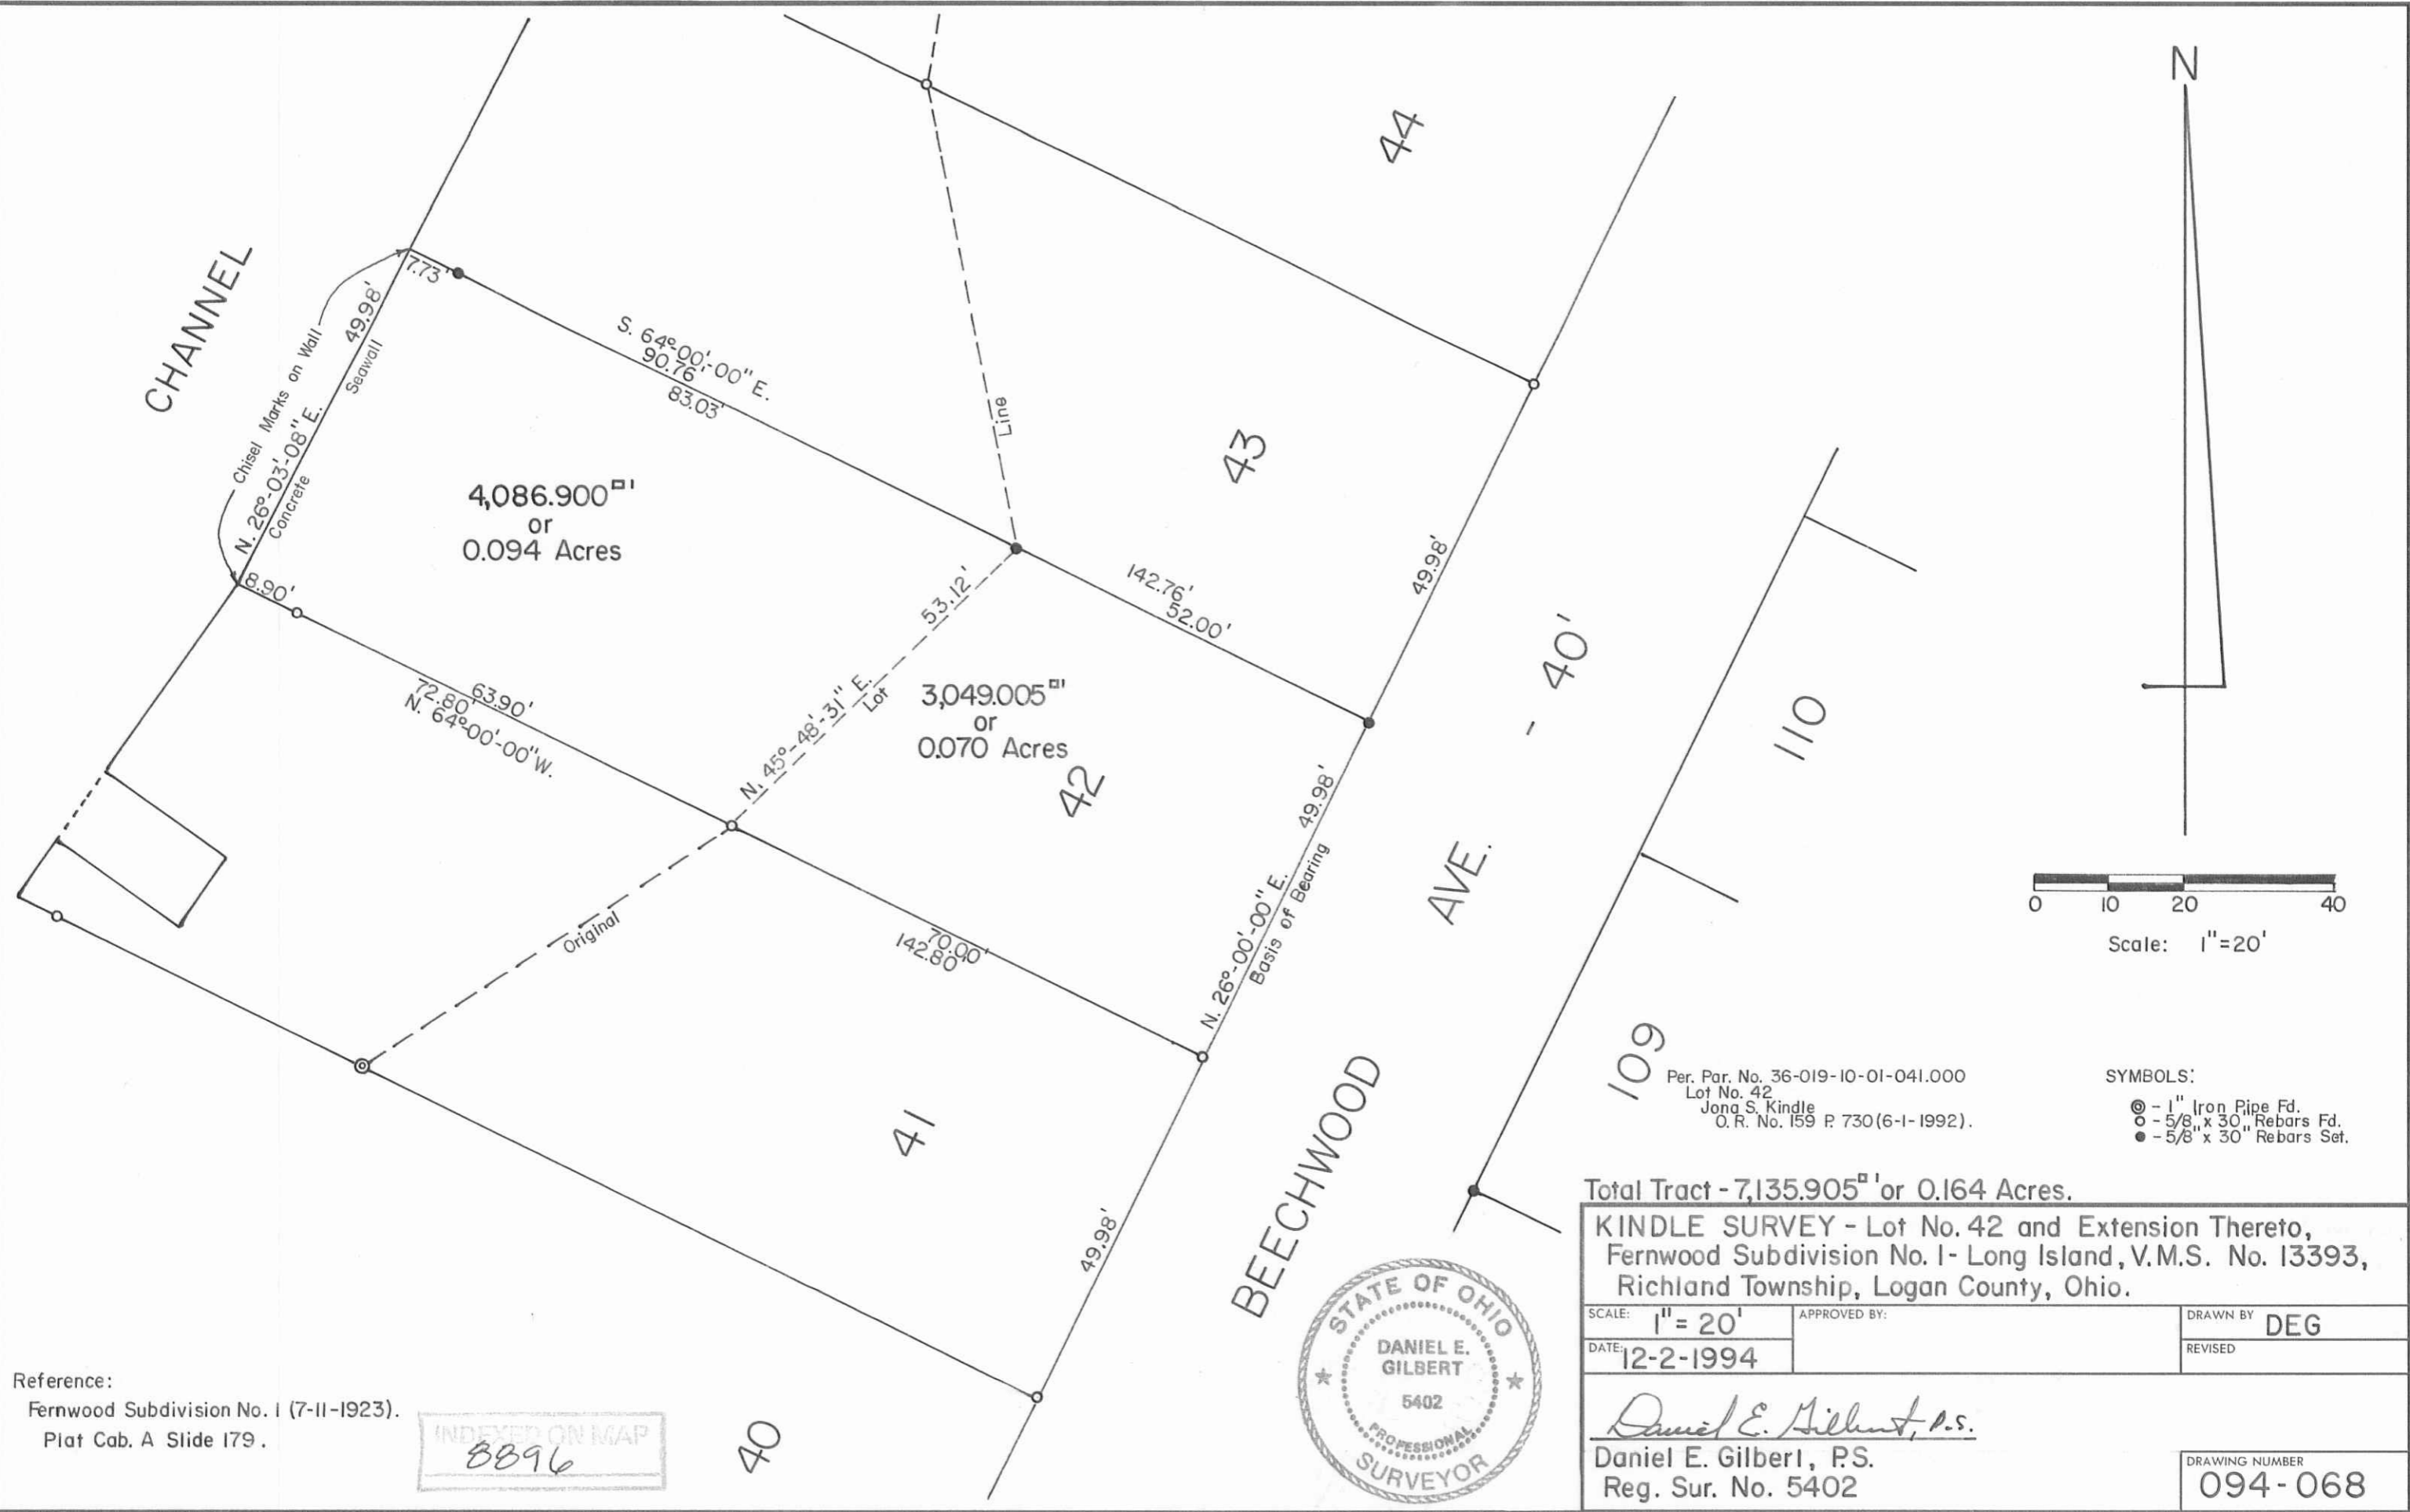 N
44
CHANNEL
7.73'
49.98'
Seawall
Chisel Marks on Wall
N. 26°-03'-08" E.
Concrete
S. 64°-00'-00" E.
90.76'
83.03'
Line
43
4,086.900□'
or
0.094 Acres
8.90'
53.12'
142.76'
52.00'
49.98'
AVE. - 40'
110
63.90'
72.80'
N. 64°-00'-00" W.
N. 45°-48'-31" E.
Lot
3,049.005□'
or
0.070 Acres
42
49.98'
N. 26°-00'-00" E.
Basis of Bearing
Original
70.00'
142.80'
0 10 20 40
Scale: 1"=20'
109
BEECHWOOD
41
49.98'
40
Per. Par. No. 36-019-10-01-041.000
Lot No. 42
Jona S. Kindle
O.R. No. 159 P. 730 (6-1-1992).
SYMBOLS:
◎ - 1" Iron Pipe Fd.
○ - 5/8" x 30" Rebars Fd.
● - 5/8" x 30" Rebars Set.
Total Tract - 7,135.905□' or 0.164 Acres.
KINDLE SURVEY - Lot No. 42 and Extension Thereto,
Fernwood Subdivision No. 1 - Long Island, V.M.S. No. 13393,
Richland Township, Logan County, Ohio.
SCALE: 1" = 20'
APPROVED BY:
DRAWN BY DEG
DATE: 12-2-1994
REVISED
Daniel E. Gilbert, P.S.
Daniel E. Gilbert, P.S.
Reg. Sur. No. 5402
DRAWING NUMBER
094-068
STATE OF OHIO
DANIEL E.
GILBERT
5402
PROFESSIONAL
SURVEYOR
Reference:
Fernwood Subdivision No. 1 (7-11-1923).
Plat Cab. A Slide 179.
INDEXED ON MAP
8896